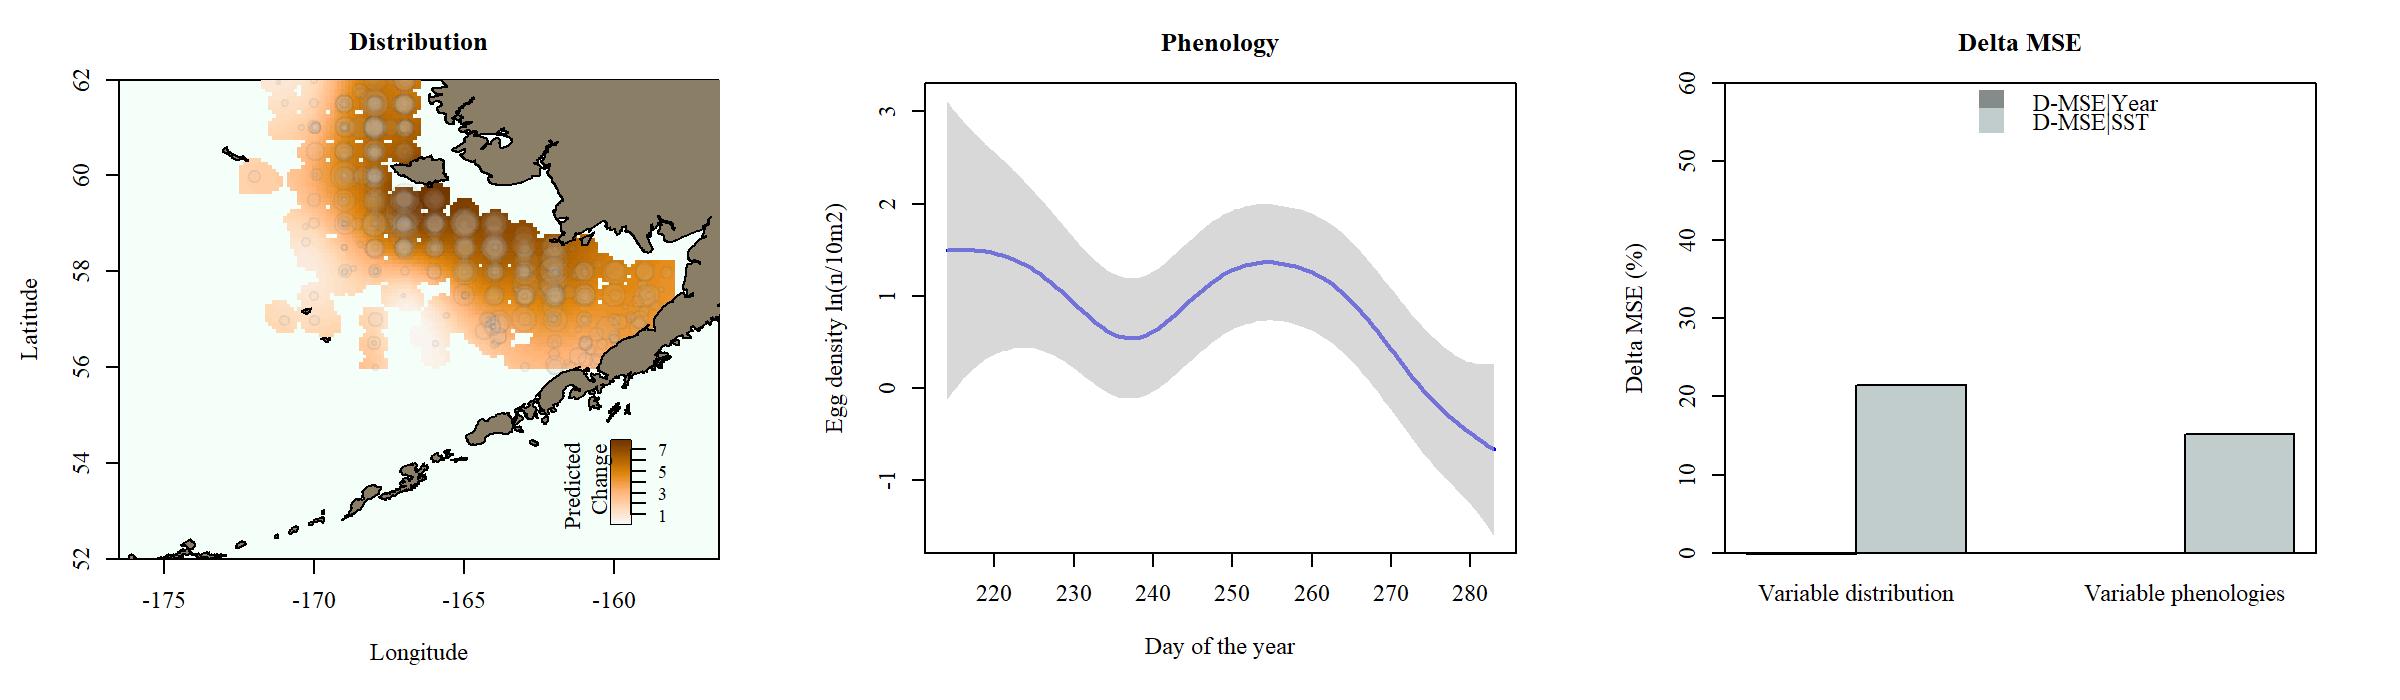 Distribution
Latitude
62
60
58
56
54
52
-175
-170
-165
-160
Longitude
Predicted
Change
7
5
3
1
Phenology
Egg density ln(n/10m2)
3
2
1
0
-1
220
230
240
250
260
270
280
Day of the year
Delta MSE
Delta MSE (%)
60
50
40
30
20
10
0
D-MSE|Year
D-MSE|SST
Variable distribution
Variable phenologies